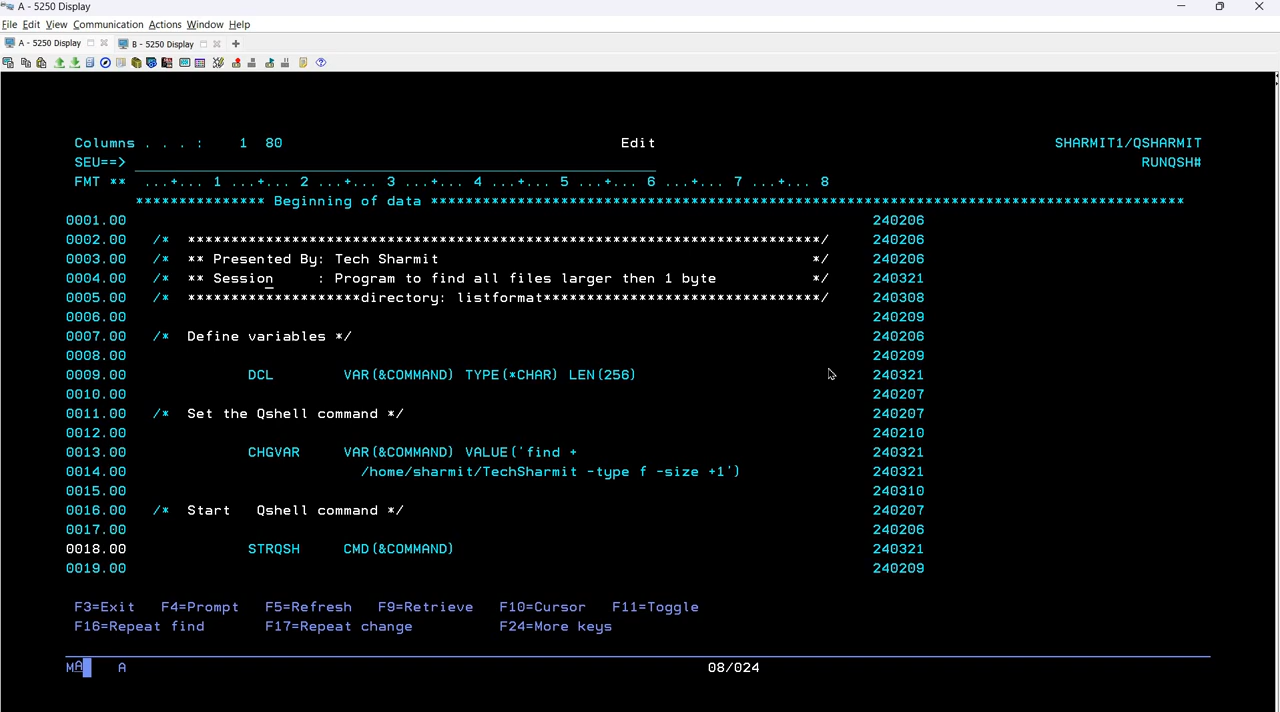 A - 5250 Display
File Edit View Communication Actions Window Help
A - 5250 Display B - 5250 Display +
Columns . . . : 1 80 Edit SHARMIT1/QSHARMIT
SEU==> RUNQSH#
FMT ** ...+... 1 ...+... 2 ...+... 3 ...+... 4 ...+... 5 ...+... 6 ...+... 7 ...+... 8
*************** Beginning of data ***************************************************************************************
0001.00 240206
0002.00 /* *************************************************************************/ 240206
0003.00 /* ** Presented By: Tech Sharmit */ 240206
0004.00 /* ** Session : Program to find all files larger then 1 byte */ 240321
0005.00 /* ********************directory: listformat********************************/ 240308
0006.00 240209
0007.00 /* Define variables */ 240206
0008.00 240209
0009.00 DCL VAR(&COMMAND) TYPE(*CHAR) LEN(256) 240321
0010.00 240207
0011.00 /* Set the Qshell command */ 240207
0012.00 240210
0013.00 CHGVAR VAR(&COMMAND) VALUE('find + 240321
0014.00 /home/sharmit/TechSharmit -type f -size +1') 240321
0015.00 240310
0016.00 /* Start Qshell command */ 240207
0017.00 240206
0018.00 STRQSH CMD(&COMMAND) 240321
0019.00 240209
F3=Exit F4=Prompt F5=Refresh F9=Retrieve F10=Cursor F11=Toggle
F16=Repeat find F17=Repeat change F24=More keys
MA A 08/024